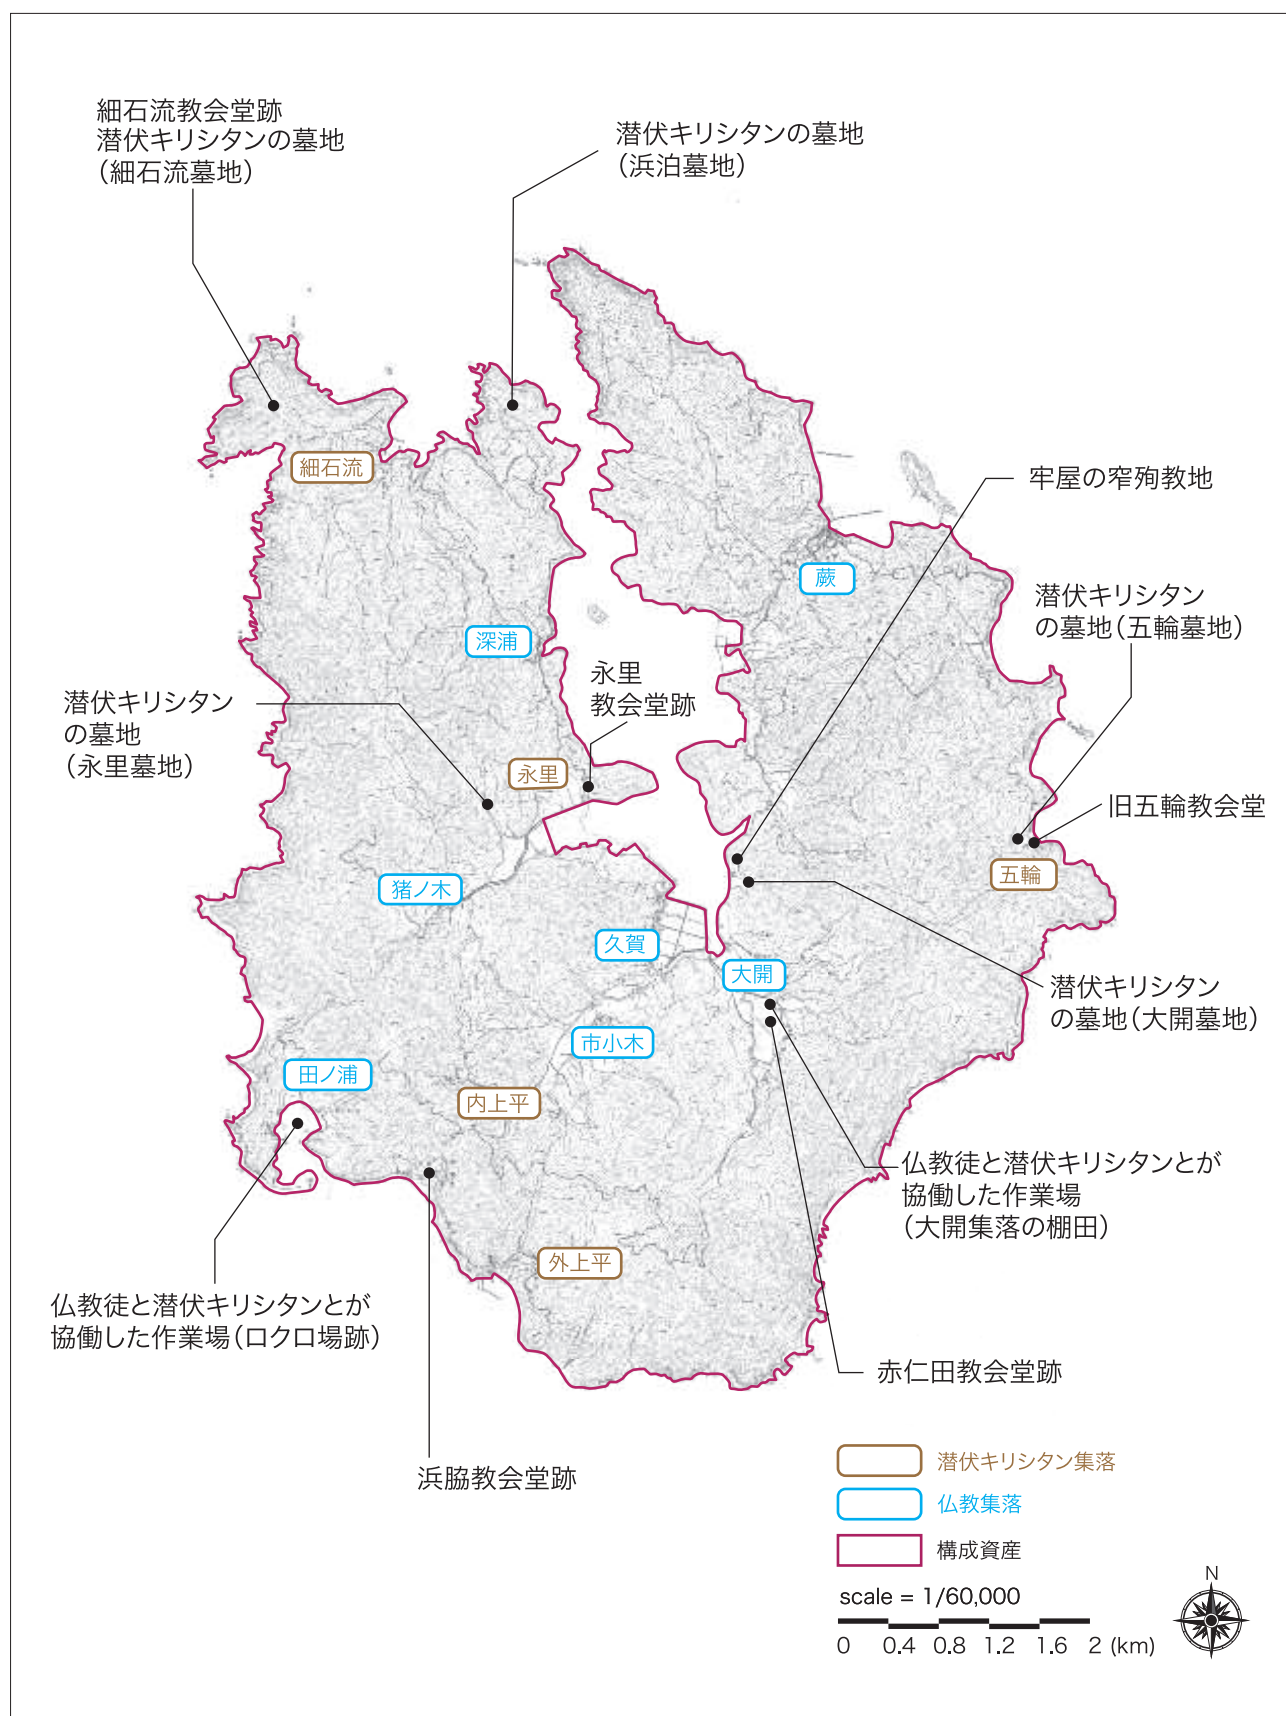 細石流教会堂跡
潜伏キリシタンの墓地
(細石流墓地)
潜伏キリシタンの墓地
(浜泊墓地)
細石流
牢屋の窄殉教地
蕨
潜伏キリシタン
の墓地(五輪墓地)
深浦
永里
教会堂跡
潜伏キリシタン
の墓地
(永里墓地)
永里
旧五輪教会堂
五輪
猪ノ木
久賀
大開
潜伏キリシタン
の墓地(大開墓地)
市小木
田ノ浦
内上平
仏教徒と潜伏キリシタンとが
協働した作業場
(大開集落の棚田)
外上平
仏教徒と潜伏キリシタンとが
協働した作業場(ロクロ場跡)
赤仁田教会堂跡
浜脇教会堂跡
潜伏キリシタン集落
仏教集落
構成資産
scale = 1/60,000
0 0.4 0.8 1.2 1.6 2 (km)
N